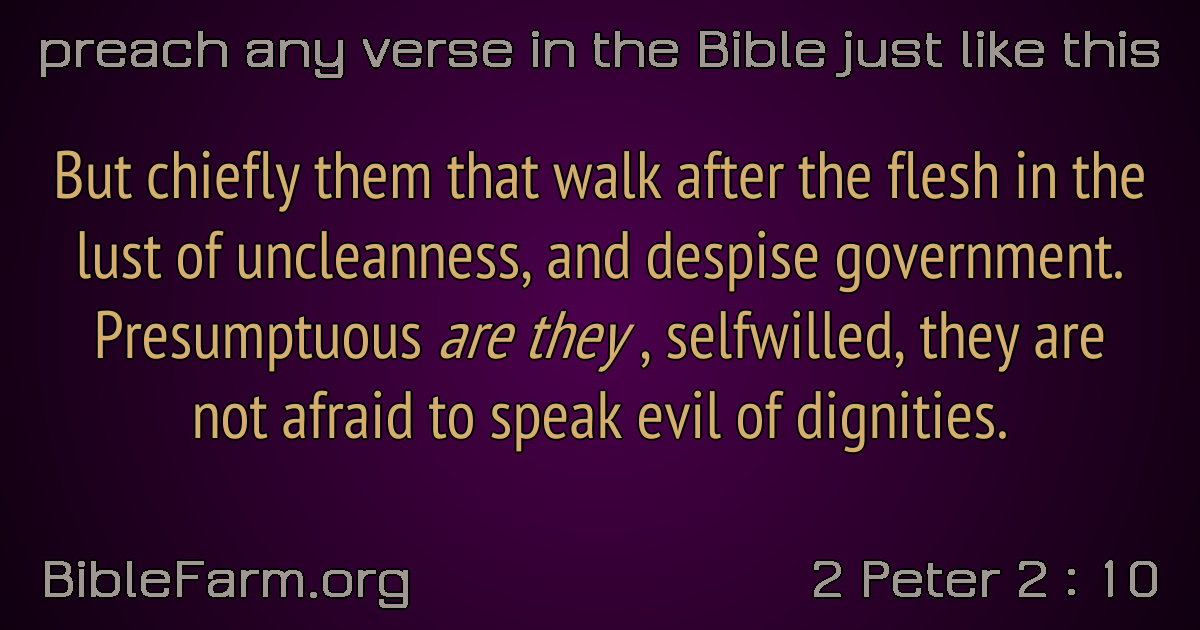 preach any verse in the Bible just like this
But chiefly them that walk after the flesh in the
lust of uncleanness, and despise government.
Presumptuous are they , selfwilled, they are
not afraid to speak evil of dignities.
BibleFarm.org
2 Peter 2 : 10